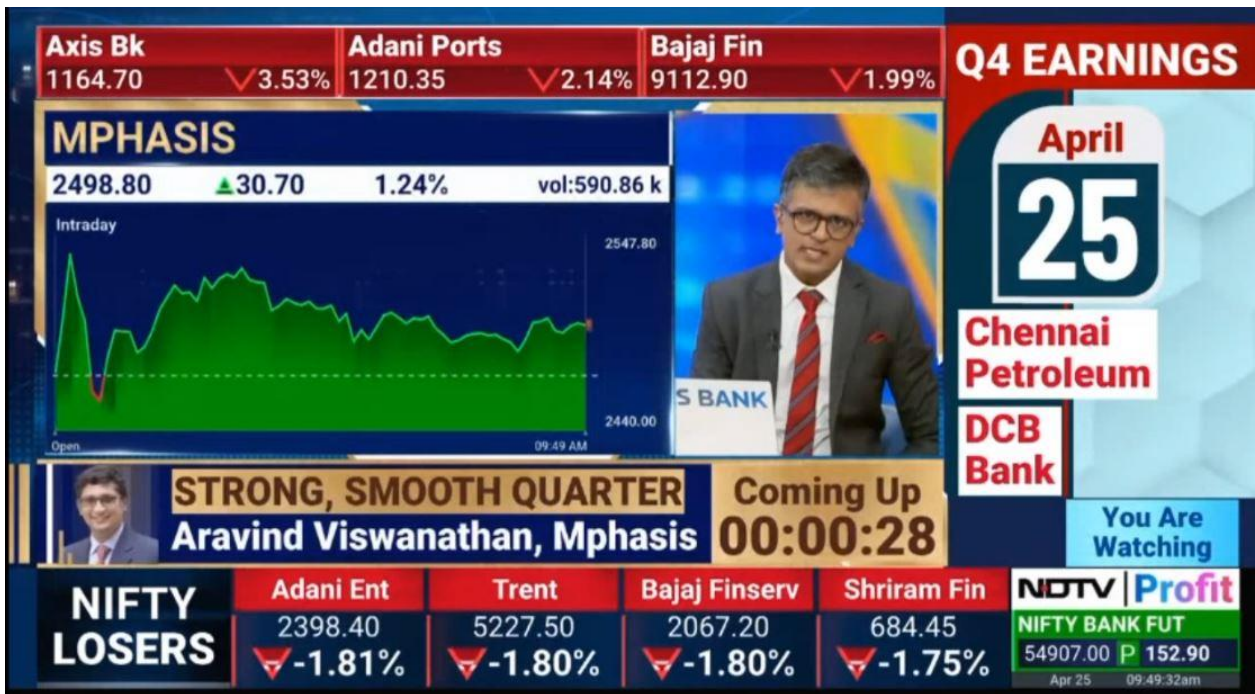 Axis Bk
1164.70 3.53%
Adani Ports
1210.35 2.14%
Bajaj Fin
9112.90 1.99%
MPHASIS
2498.80 30.70 1.24% vol:590.86 k
Intraday
2547.80
2440.00
Open 09:49 AM
S BANK
STRONG, SMOOTH QUARTER
Aravind Viswanathan, Mphasis
Coming Up
00:00:28
Q4 EARNINGS
April
25
Chennai
Petroleum
DCB
Bank
You Are
Watching
NIFTY
LOSERS
Adani Ent
2398.40
-1.81%
Trent
5227.50
-1.80%
Bajaj Finserv
2067.20
-1.80%
Shriram Fin
684.45
-1.75%
NDTV Profit
NIFTY BANK FUT
54907.00 P 152.90
Apr 25 09:49:32am